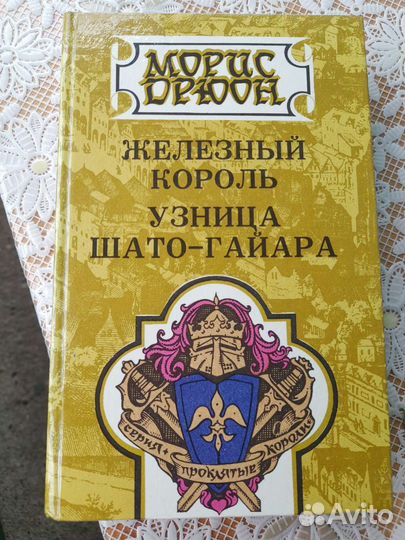 МОРИС
ДРЮОН
ЖЕЛЕЗНЫЙ
КОРОЛЬ
УЗНИЦА
ШАТО-ГАЙАРА
СЕРИЯ
ПРОКЛЯТЫЕ
КОРОЛИ
Avito